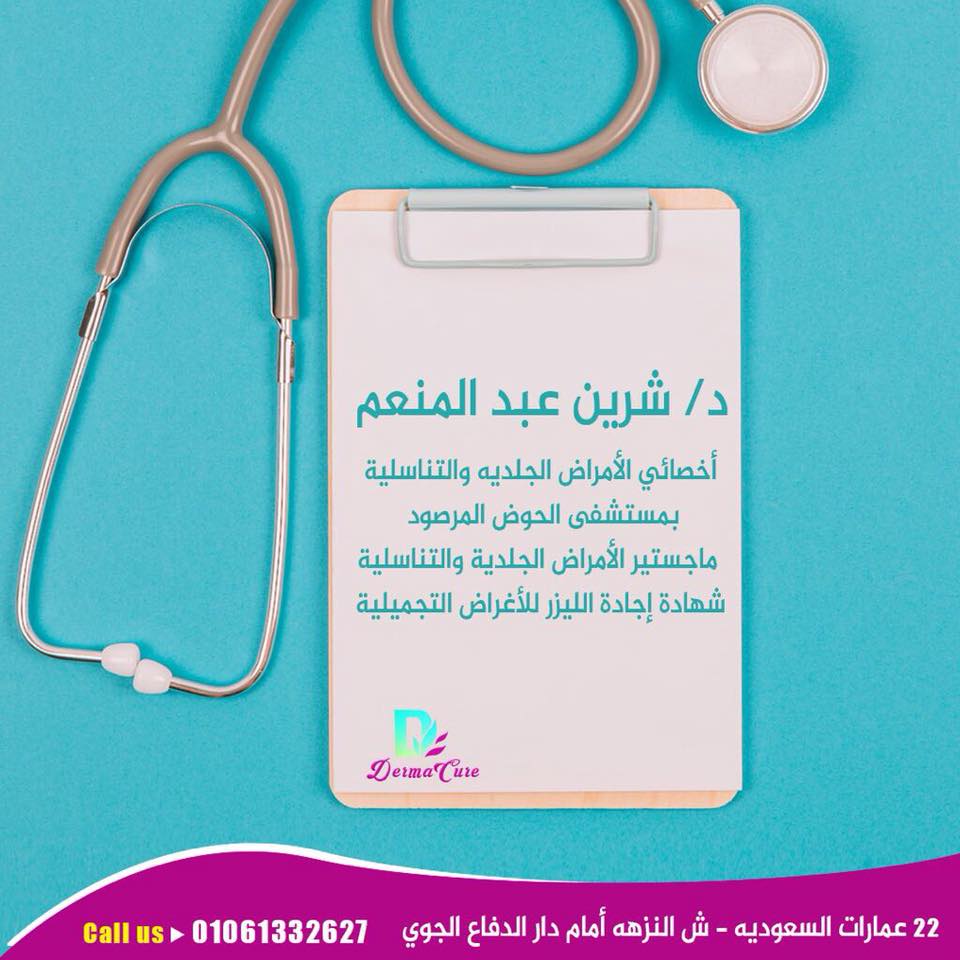 د/ شرين عبد المنعم
أخصائي الأمراض الجلديه والتناسلية
بمستشفى الحوض المرصود
ماجستير الأمراض الجلدية والتناسلية
شهادة إجادة الليزر للأغراض التجميلية
DermaCure
22 عمارات السعوديه - ش النزهه أمام دار الدفاع الجوي
Call us 01061332627